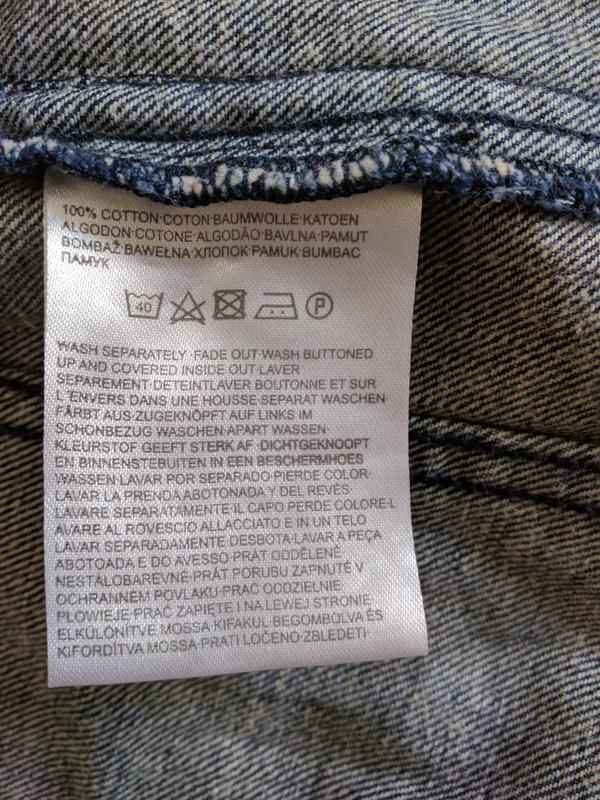 100% COTTON·COTON·BAUMWOLLE·KATOEN
ALGODON·COTONE·ALGODÃO·BAVLNA·PAMUT
BOMBAŽ·BAWEŁNA·ХЛОПОК·PAMUK·BUMBAC
ПАМУК
40 P
WASH SEPARATELY·FADE OUT·WASH BUTTONED
UP AND COVERED INSIDE OUT·LAVER
SEPAREMENT·DETEINTLAVER BOUTONNE ET SUR
L'ENVERS DANS UNE HOUSSE·SEPARAT WASCHEN·
FÄRBT AUS·ZUGEKNÖPFT AUF LINKS IM
SCHONBEZUG WASCHEN·APART WASSEN·
KLEURSTOF GEEFT STERK AF·DICHTGEKNOOPT
EN BINNENSTEBUITEN IN EEN BESCHERMHOES
WASSEN·LAVAR POR SEPARADO·PIERDE COLOR·
LAVAR LA PRENDA ABOTONADA Y DEL REVÉS·
LAVARE SEPARATAMENTE·IL CAPO PERDE COLORE·L
AVARE AL ROVESCIO ALLACCIATO E IN UN TELO
LAVAR SEPARADAMENTE·DESBOTA·LAVAR A PEÇA
ABOTOADA E DO AVESSO·PRÁT ODDĚLENĚ
NESTÁLOBAREVNÉ·PRÁT PORUBU ZAPNUTÉ V
OCHRANNÉM POVLAKU·PRAĆ ODDZIELNIE
PŁOWIEJE·PRAĆ ZAPIĘTE I NA LEWEJ STRONIE
ELKÜLÖNÍTVE MOSSA·KIFAKUL·BEGOMBOLVA ÉS
KIFORDÍTVA MOSSA·PRATI LOČENO·ZBLEDETI·